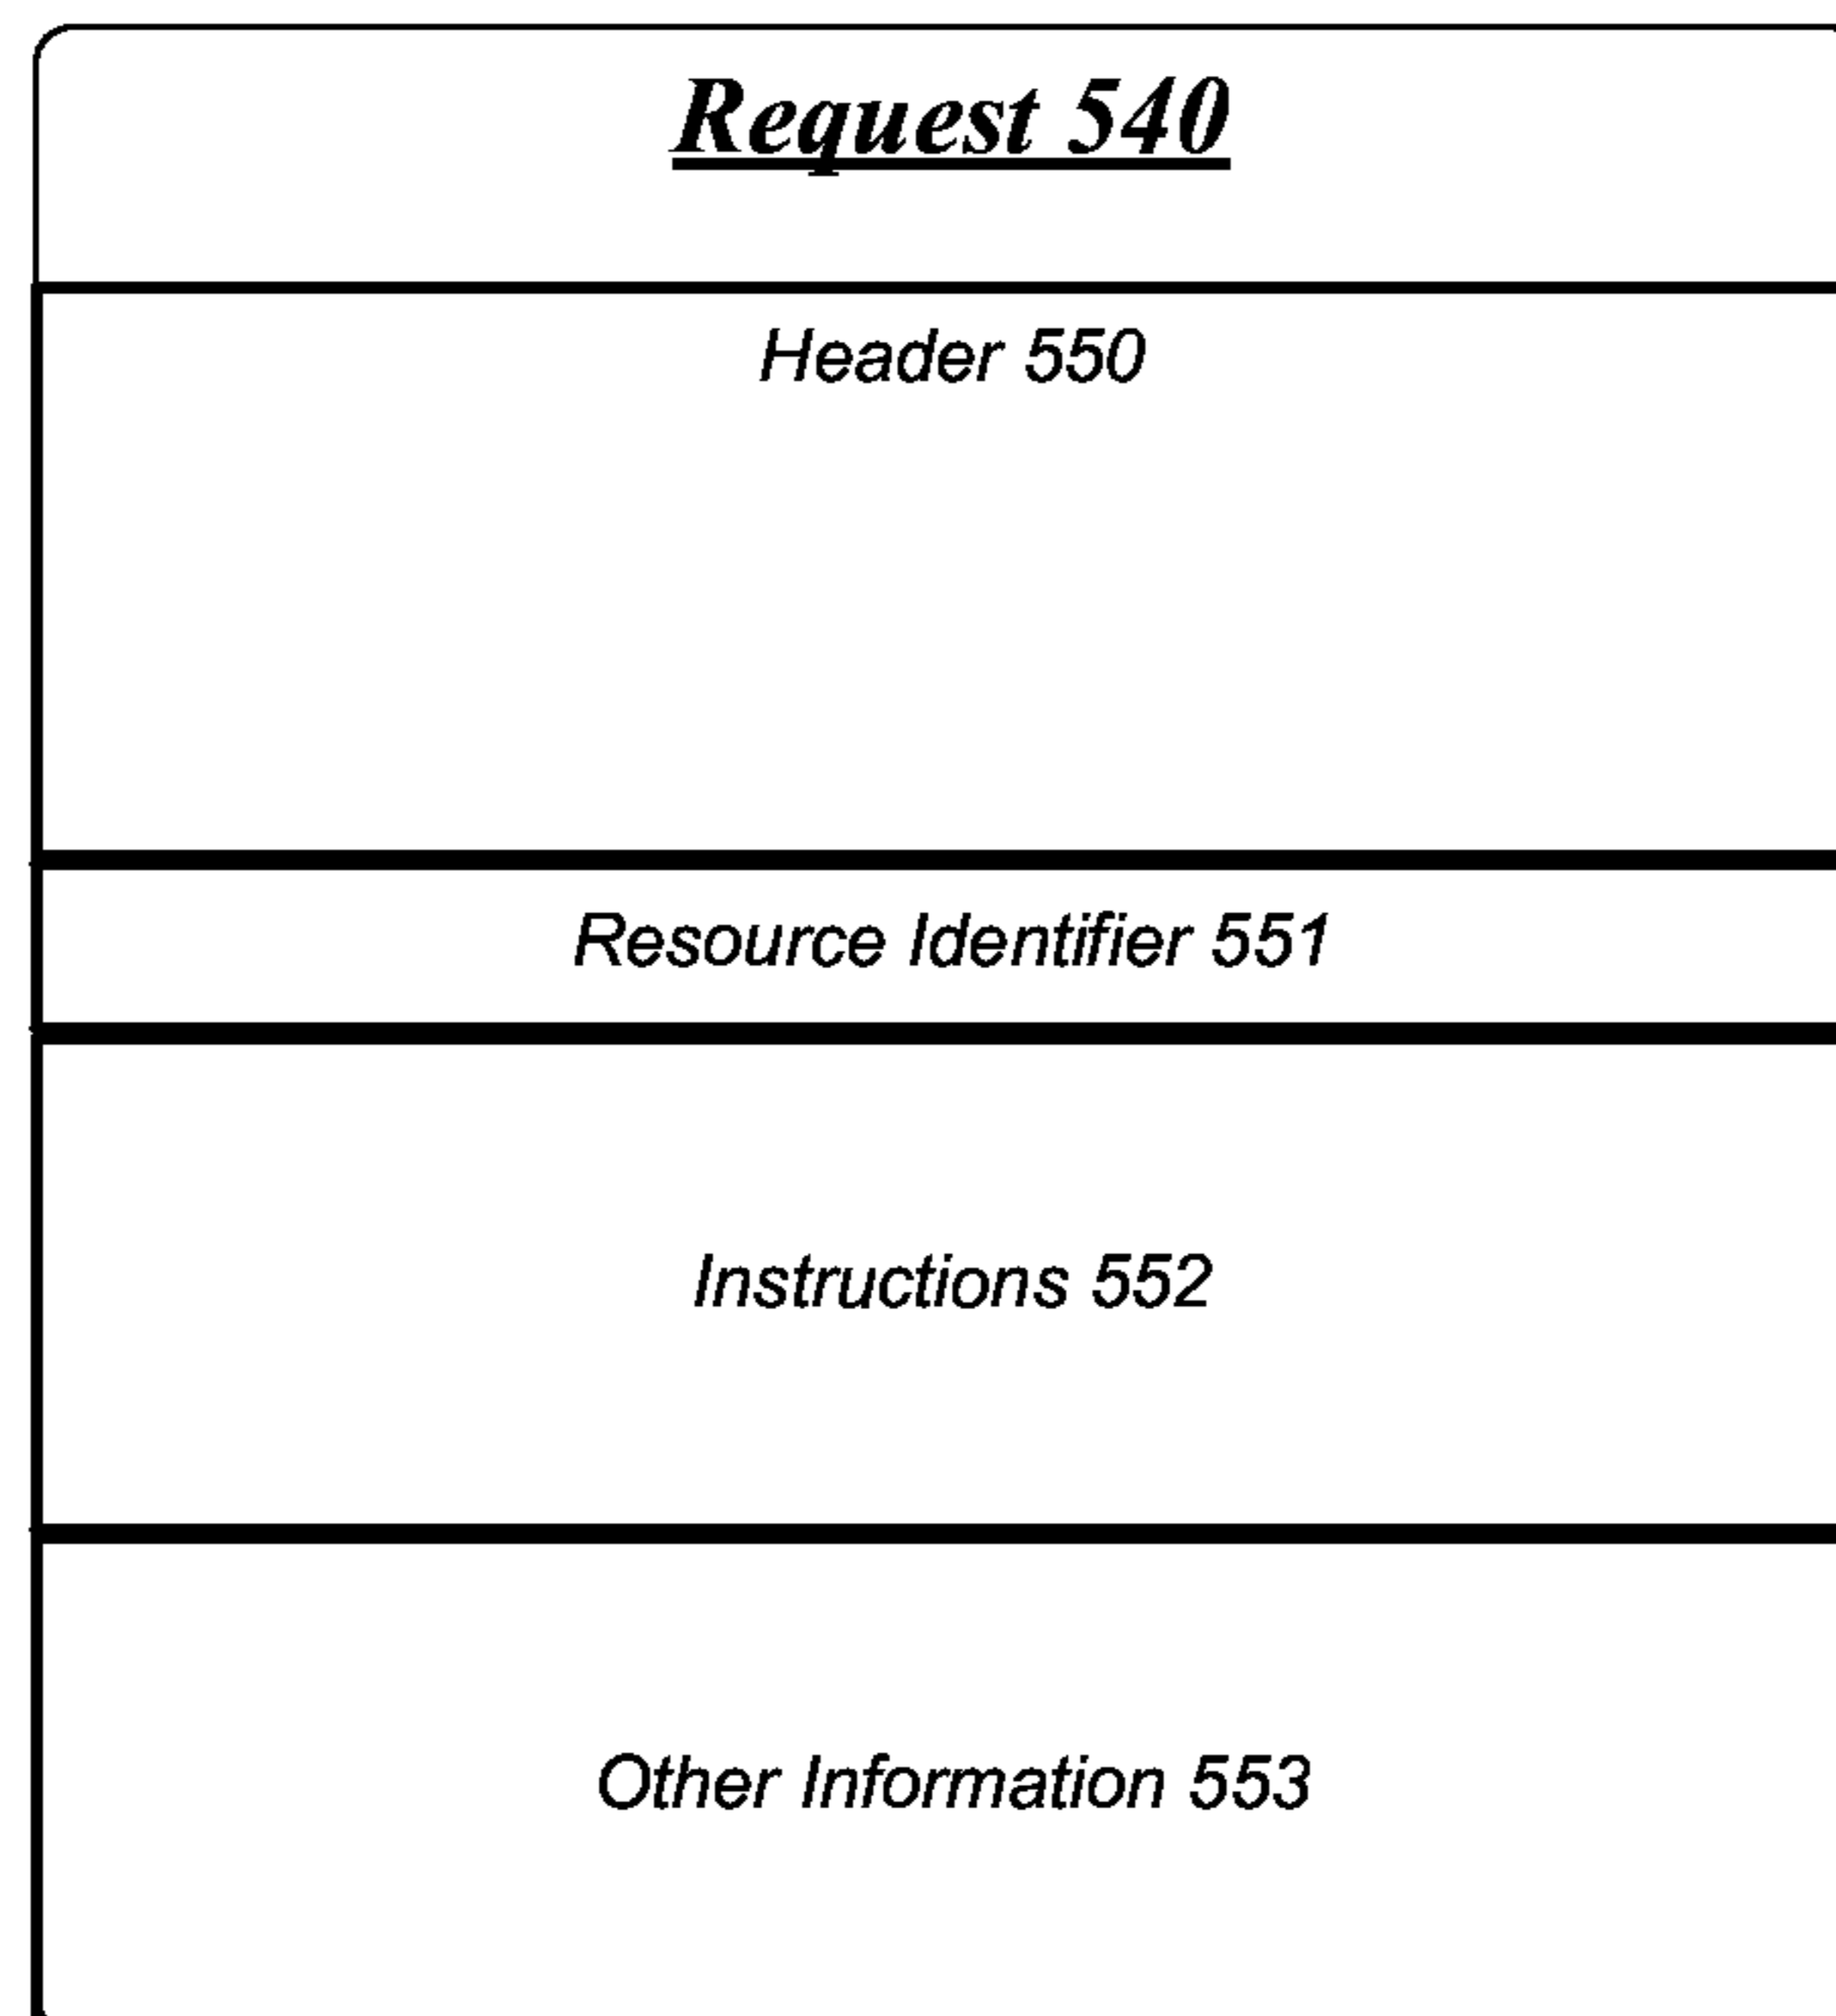 Request 540
Header 550
Resource Identifier 551
Instructions 552
Other Information 553